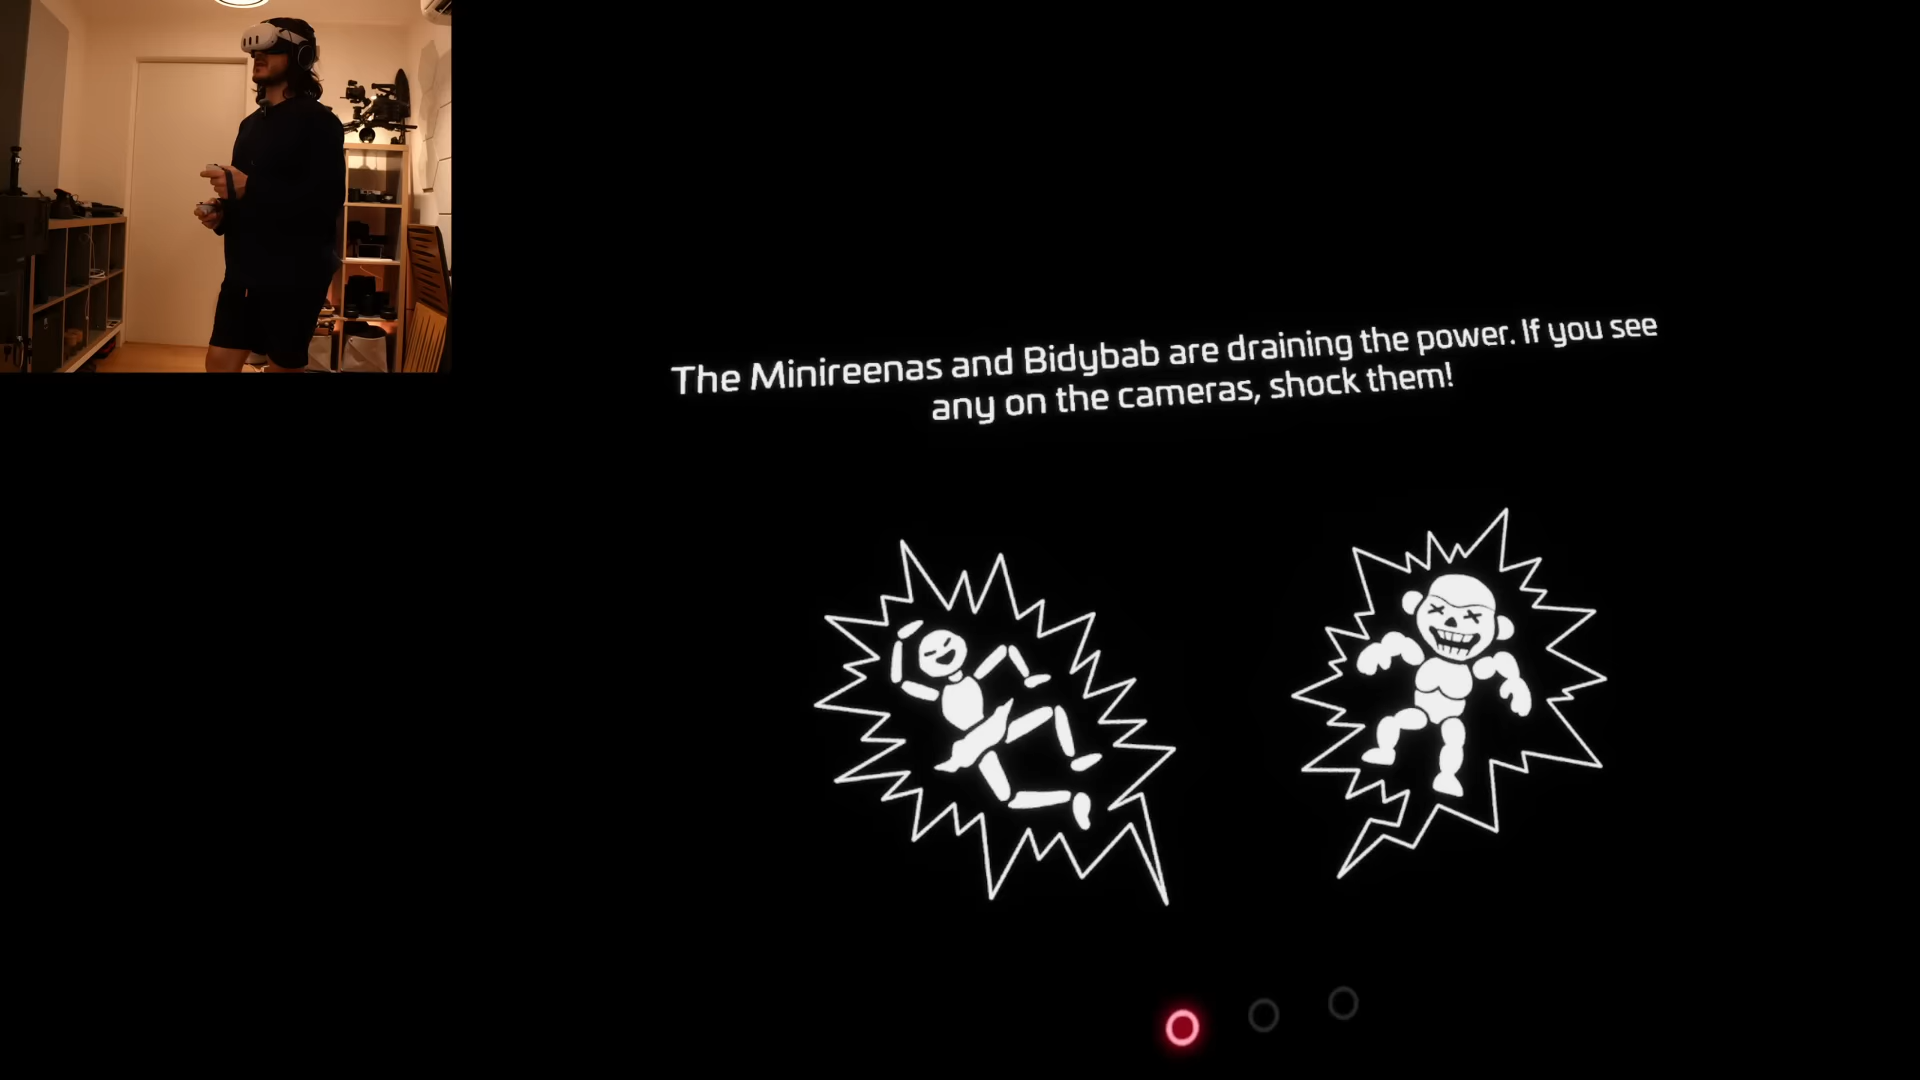 The Minireenas and Bidybab are draining the power. If you see
any on the cameras, shock them!